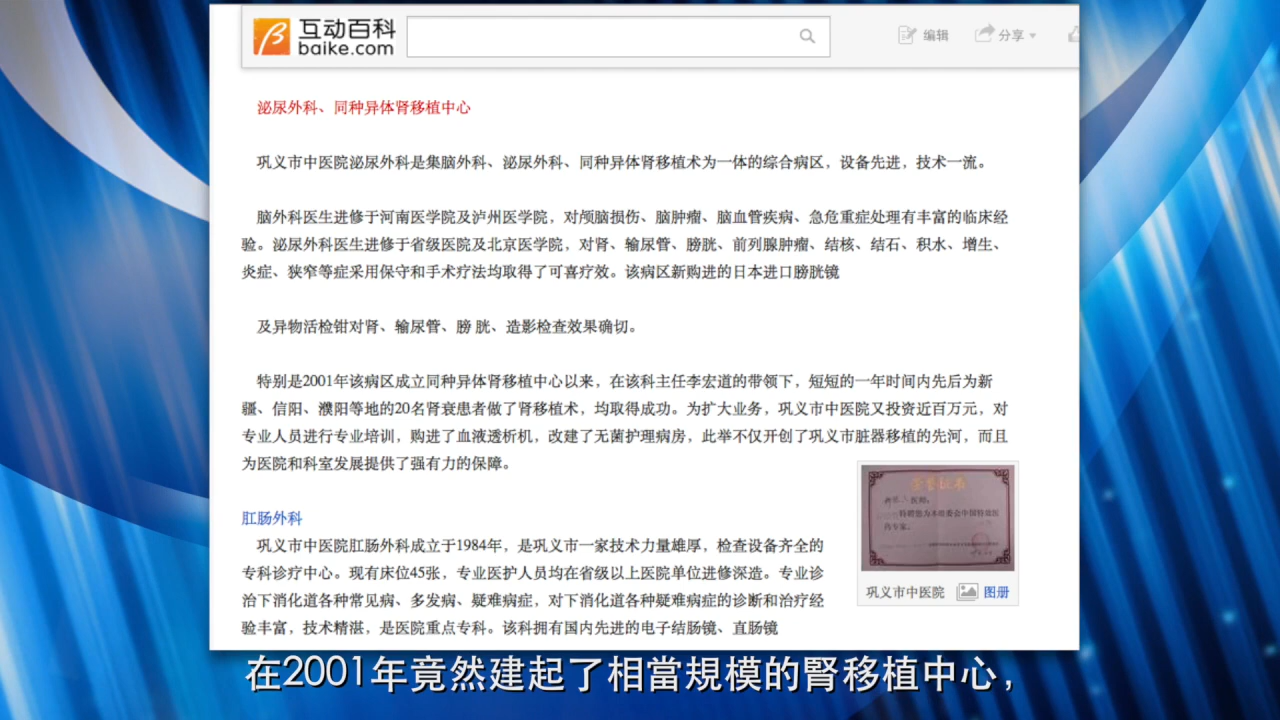 互动百科
baike.com
编辑
分享
泌尿外科、同种异体肾移植中心
巩义市中医院泌尿外科是集脑外科、泌尿外科、同种异体肾移植术为一体的综合病区，设备先进，技术一流。
脑外科医生进修于河南医学院及泸州医学院，对颅脑损伤、脑肿瘤、脑血管疾病、急危重症处理有丰富的临床经
验。泌尿外科医生进修于省级医院及北京医学院，对肾、输尿管、膀胱、前列腺肿瘤、结核、结石、积水、增生、
炎症、狭窄等症采用保守和手术疗法均取得了可喜疗效。该病区新购进的日本进口膀胱镜
及异物活检钳对肾、输尿管、膀 胱、造影检查效果确切。
特别是2001年该病区成立同种异体肾移植中心以来，在该科主任李宏道的带领下，短短的一年时间内先后为新
疆、信阳、濮阳等地的20名肾衰患者做了肾移植术，均取得成功。为扩大业务，巩义市中医院又投资近百万元，对
专业人员进行专业培训，购进了血液透析机，改建了无菌护理病房，此举不仅开创了巩义市脏器移植的先河，而且
为医院和科室发展提供了强有力的保障。
肛肠外科
巩义市中医院肛肠外科成立于1984年，是巩义市一家技术力量雄厚，检查设备齐全的
专科诊疗中心。现有床位45张，专业医护人员均在省级以上医院单位进修深造。专业诊
治下消化道各种常见病、多发病、疑难病症，对下消化道各种疑难病症的诊断和治疗经
验丰富，技术精湛，是医院重点专科。该科拥有国内先进的电子结肠镜、直肠镜
巩义市中医院
图册
在2001年竟然建起了相當規模的腎移植中心，